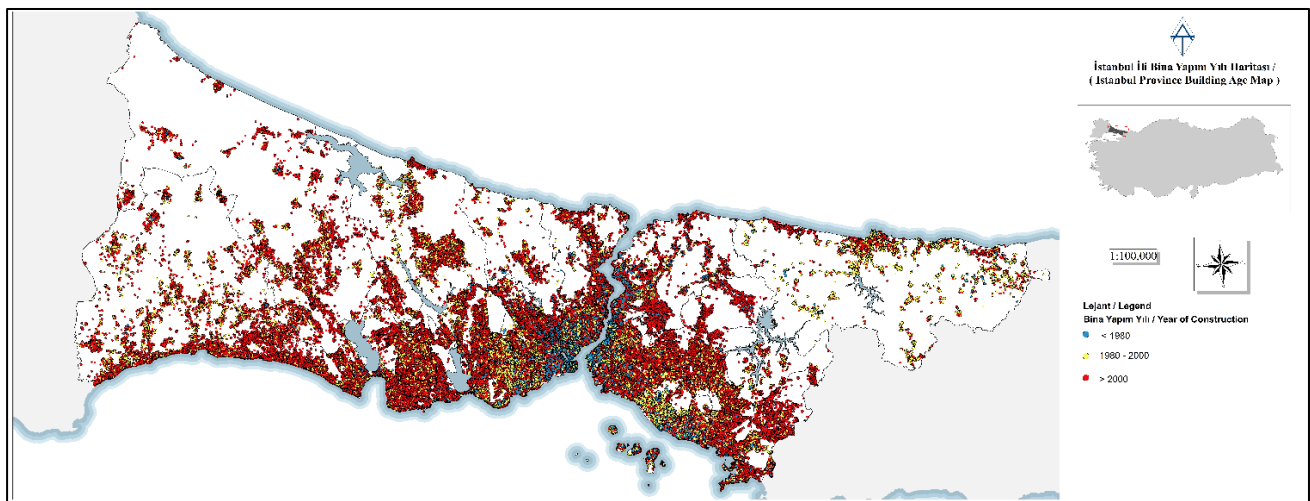 İstanbul İli Bina Yapım Yılı Haritası /
( Istanbul Province Building Age Map )
1:100,000
Lejant / Legend
Bina Yapım Yılı / Year of Construction
< 1980
1980 - 2000
> 2000